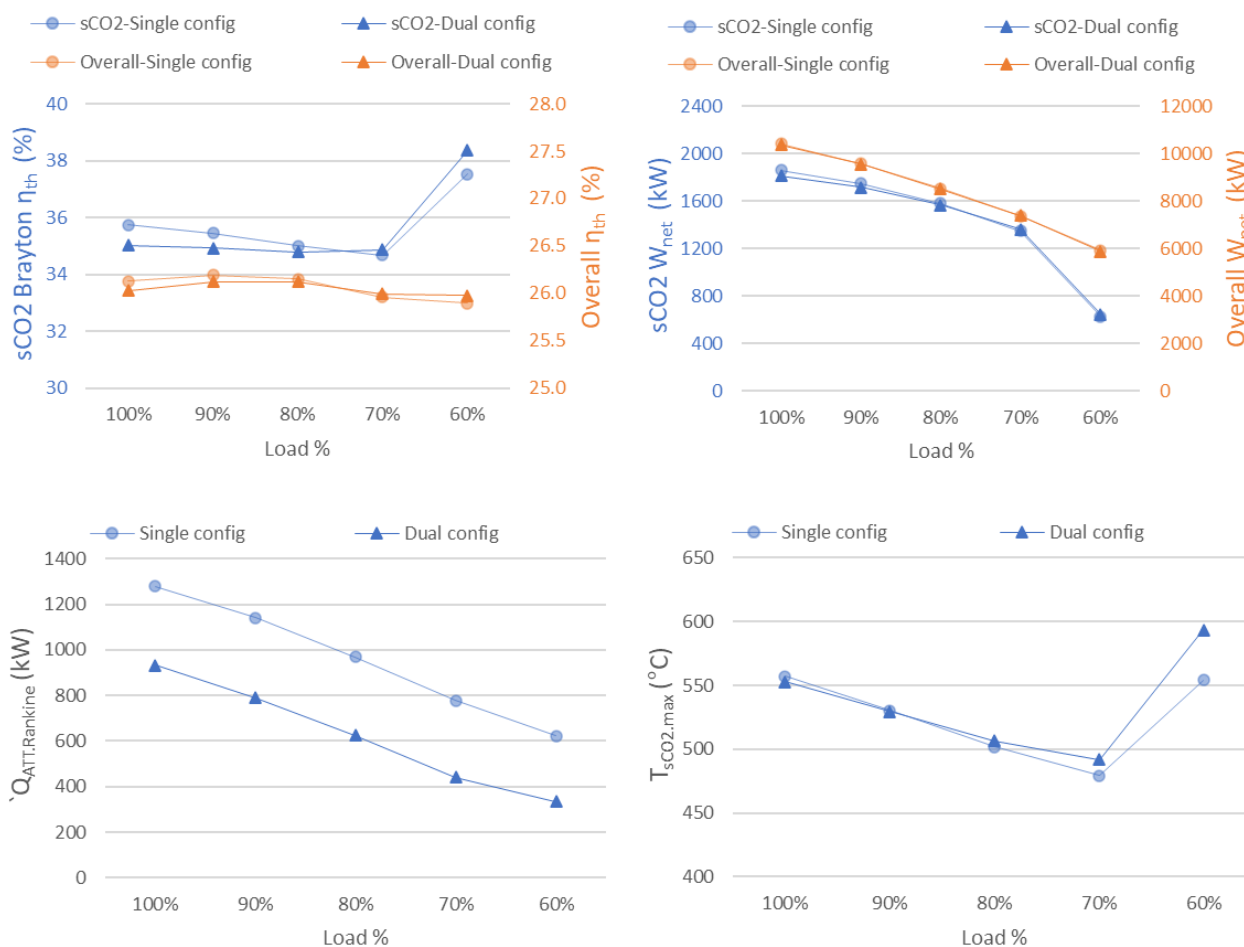 sCO2-Single config
sCO2-Dual config
Overall-Single config
Overall-Dual config
sCO2 Brayton ηth (%)
Overall ηth (%)
40
38
36
34
32
30
28.0
27.5
27.0
26.5
26.0
25.5
25.0
100%
90%
80%
70%
60%
Load %
sCO2-Single config
sCO2-Dual config
Overall-Single config
Overall-Dual config
sCO2 Wnet (kW)
Overall Wnet (kW)
2400
2000
1600
1200
800
400
0
12000
10000
8000
6000
4000
2000
0
100%
90%
80%
70%
60%
Load %
Single config
Dual config
`QATT.Rankine (kW)
1400
1200
1000
800
600
400
200
0
100%
90%
80%
70%
60%
Load %
Single config
Dual config
TsCO2.max (°C)
650
600
550
500
450
400
100%
90%
80%
70%
60%
Load %